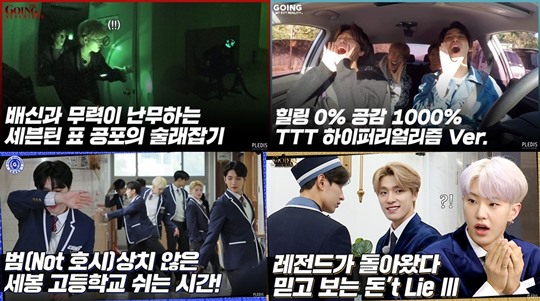 GOING
(!!)
배신과 무력이 난무하는
세븐틴 표 공포의 술래잡기
PLEDIS
GOING
힐링 0% 공감 1000%
TTT 하이퍼리얼리즘 Ver.
PLEDIS
범(Not 호시)상치 않은
세봉 고등학교 쉬는 시간!
PLEDIS
GOING
?!
레전드가 돌아왔다
믿고 보는 돈't Lie Ⅲ
PLEDIS